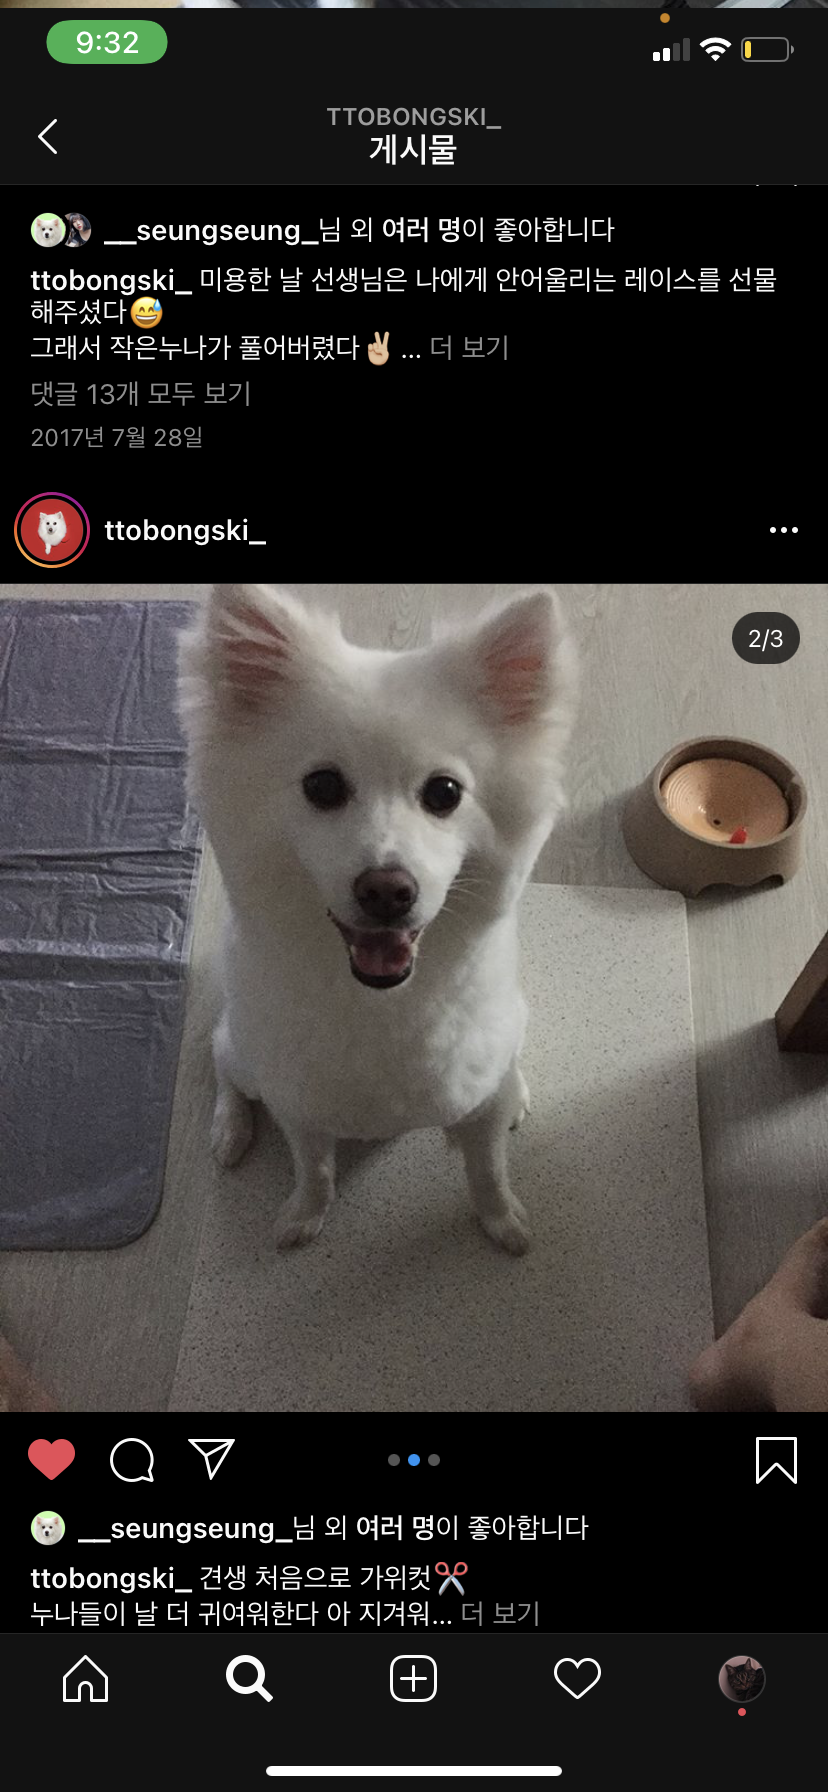 9:32
TTOBONGSKI_
게시물
__seungseung_님 외 여러 명이 좋아합니다
ttobongski_ 미용한 날 선생님은 나에게 안어울리는 레이스를 선물
해주셨다😅
그래서 작은누나가 풀어버렸다✌🏼 ... 더 보기
댓글 13개 모두 보기
2017년 7월 28일
ttobongski_
2/3
__seungseung_님 외 여러 명이 좋아합니다
ttobongski_ 견생 처음으로 가위컷✂️
누나들이 날 더 귀여워한다 아 지겨워... 더 보기